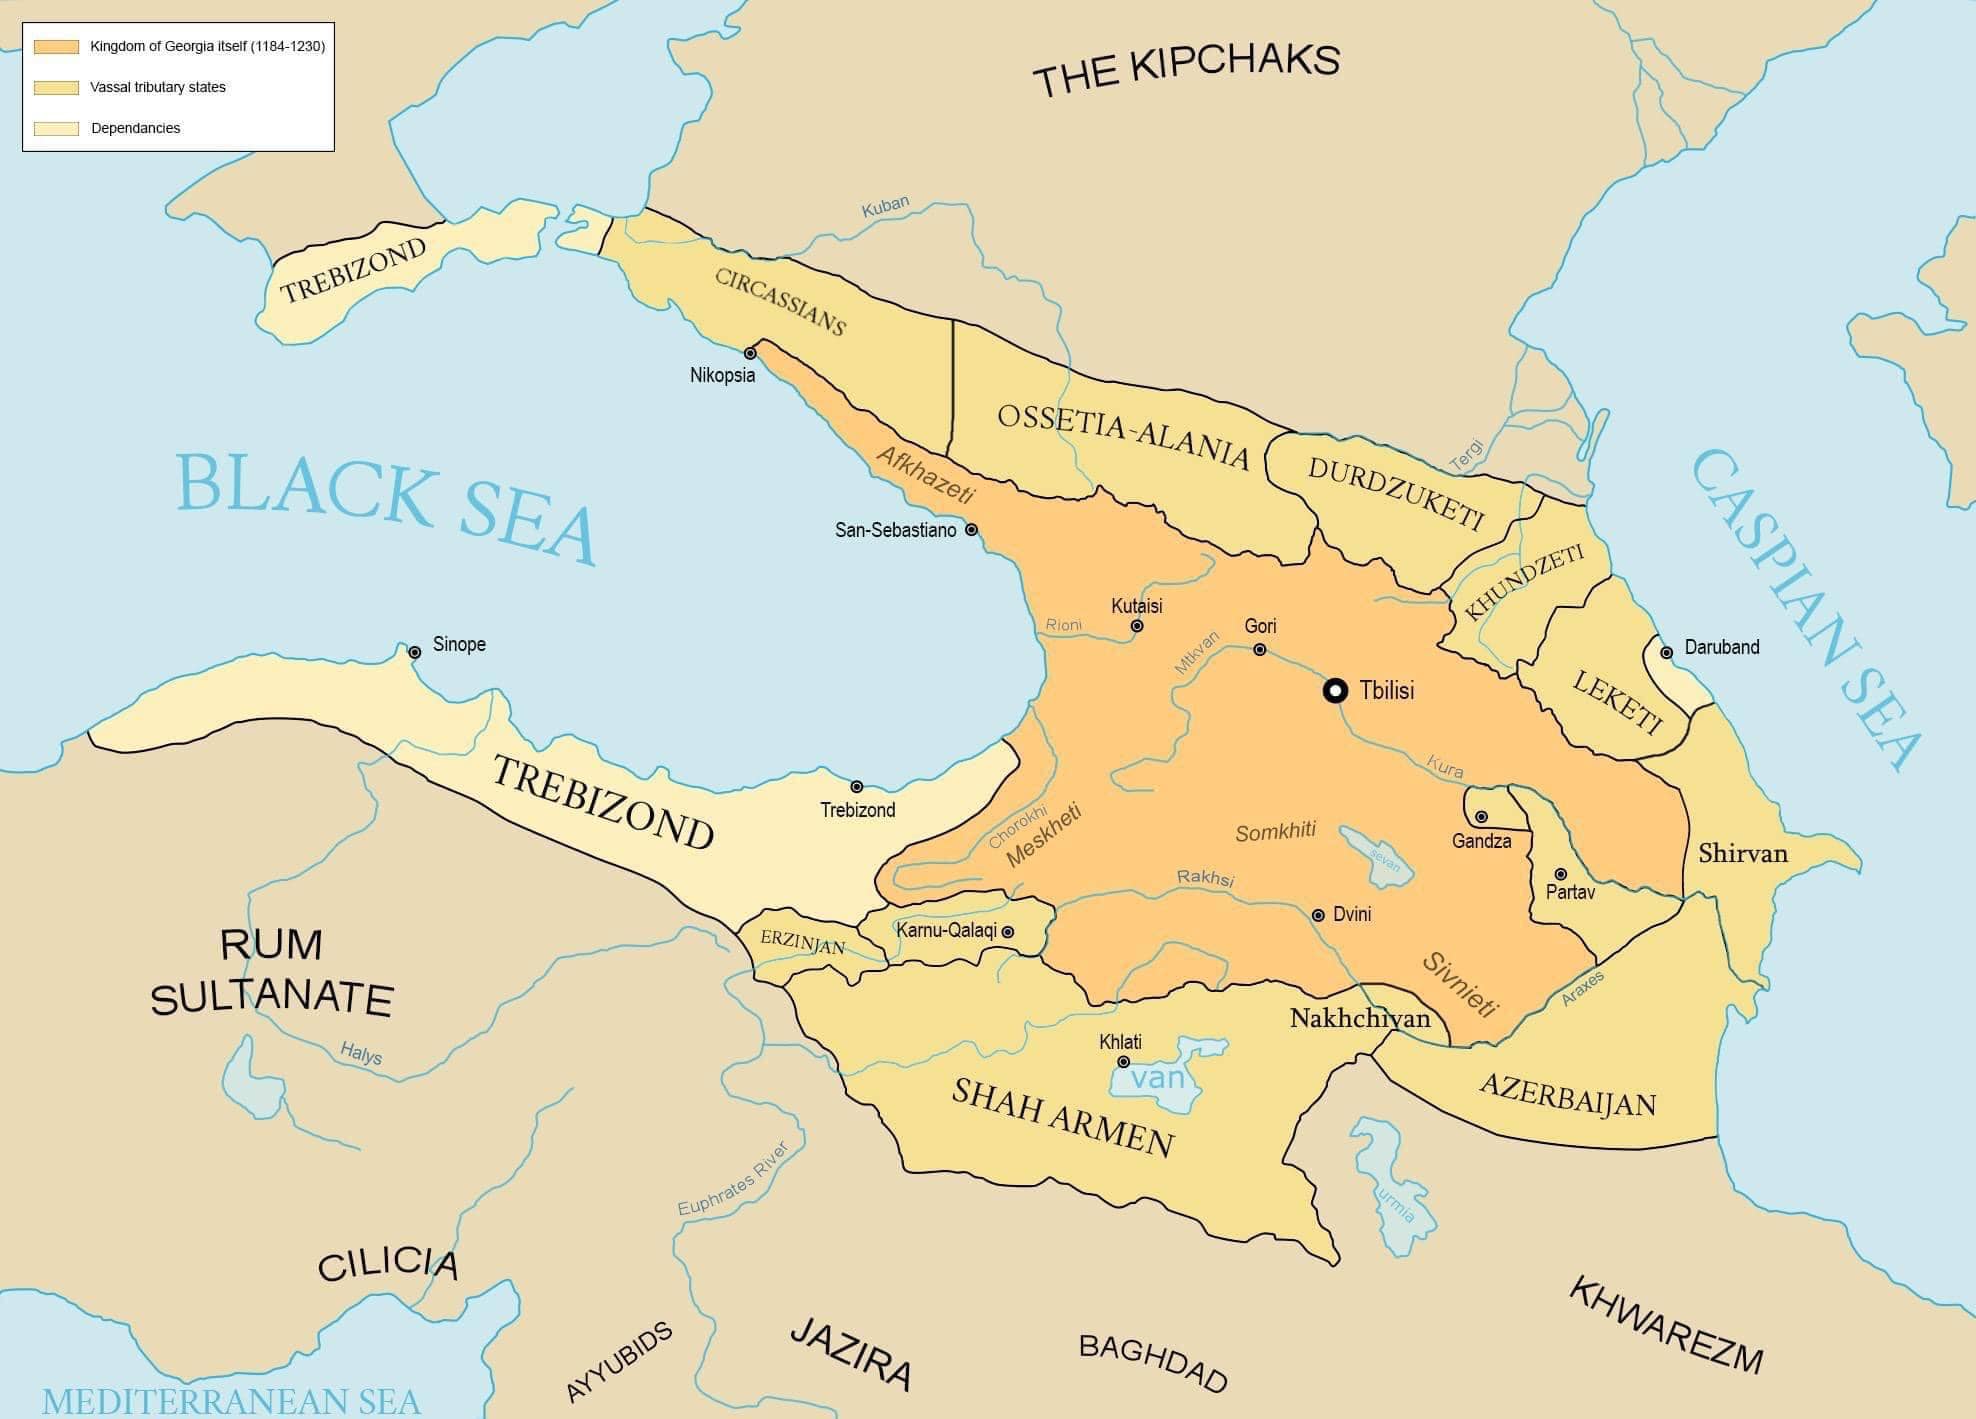 Kingdom of Georgia itself (1184-1230)
Vassal tributary states
Dependancies
THE KIPCHAKS
Kuban
TREBIZOND
CIRCASSIANS
Nikopsia
OSSETIA-ALANIA
DURDZUKETI
Tergi
BLACK SEA
CASPIAN SEA
Afkhazeti
San-Sebastiano
KHUNDZETI
Kutaisi
Rioni
Gori
Mtkvari
Sinope
Daruband
Tbilisi
LEKETI
TREBIZOND
Trebizond
Kura
Chorokhi
Meskheti
Somkhiti
sevan
Gandza
Shirvan
Rakhsi
Partav
Dvini
ERZINJAN
Karnu-Qalaqi
RUM
SULTANATE
Sivnieti
Araxes
Nakhchivan
Halys
Khlati
van
SHAH ARMEN
AZERBAIJAN
Euphrates River
urmia
CILICIA
KHWAREZM
AYYUBIDS
JAZIRA
BAGHDAD
MEDITERRANEAN SEA